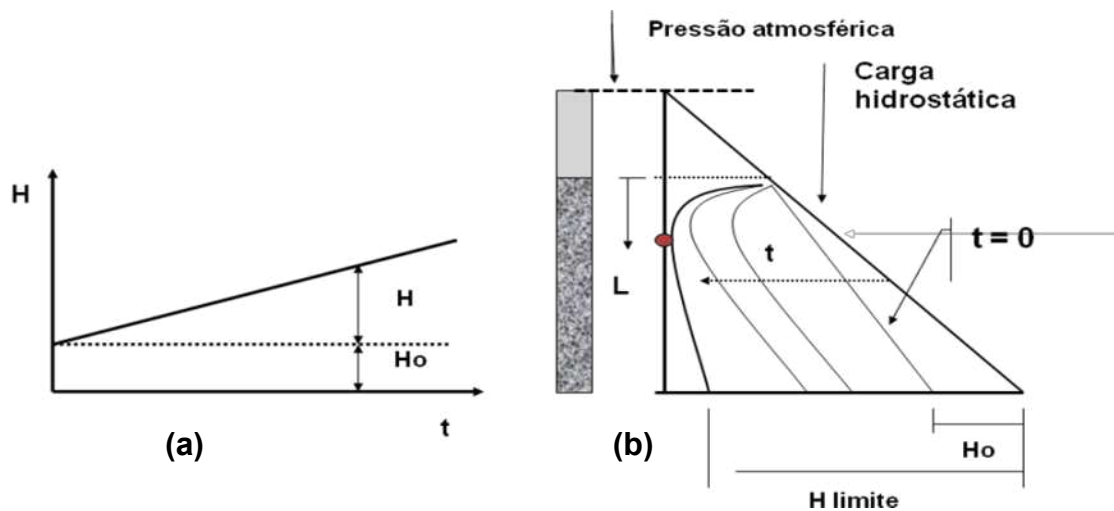 H
H
Ho
t
(a)
Pressão atmosférica
Carga
hidrostática
t = 0
t
L
(b)
Ho
H limite